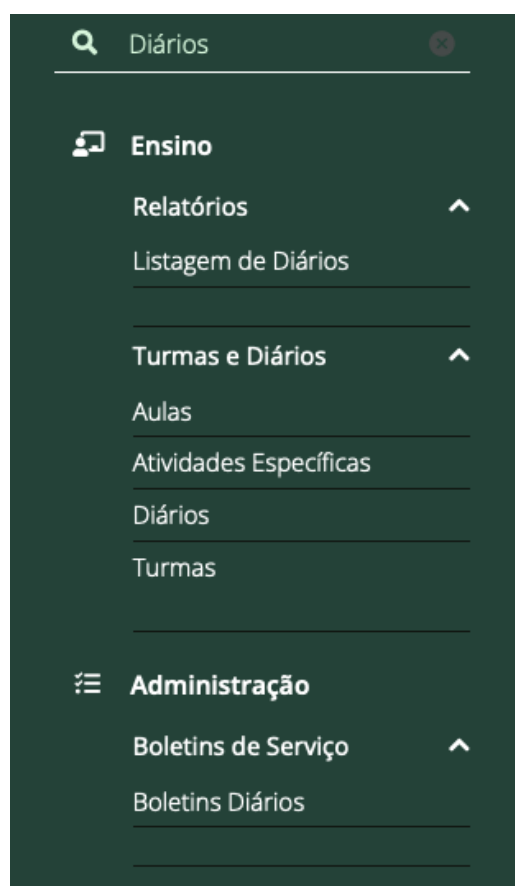 Diários
Ensino
Relatórios
Listagem de Diários
Turmas e Diários
Aulas
Atividades Específicas
Diários
Turmas
Administração
Boletins de Serviço
Boletins Diários